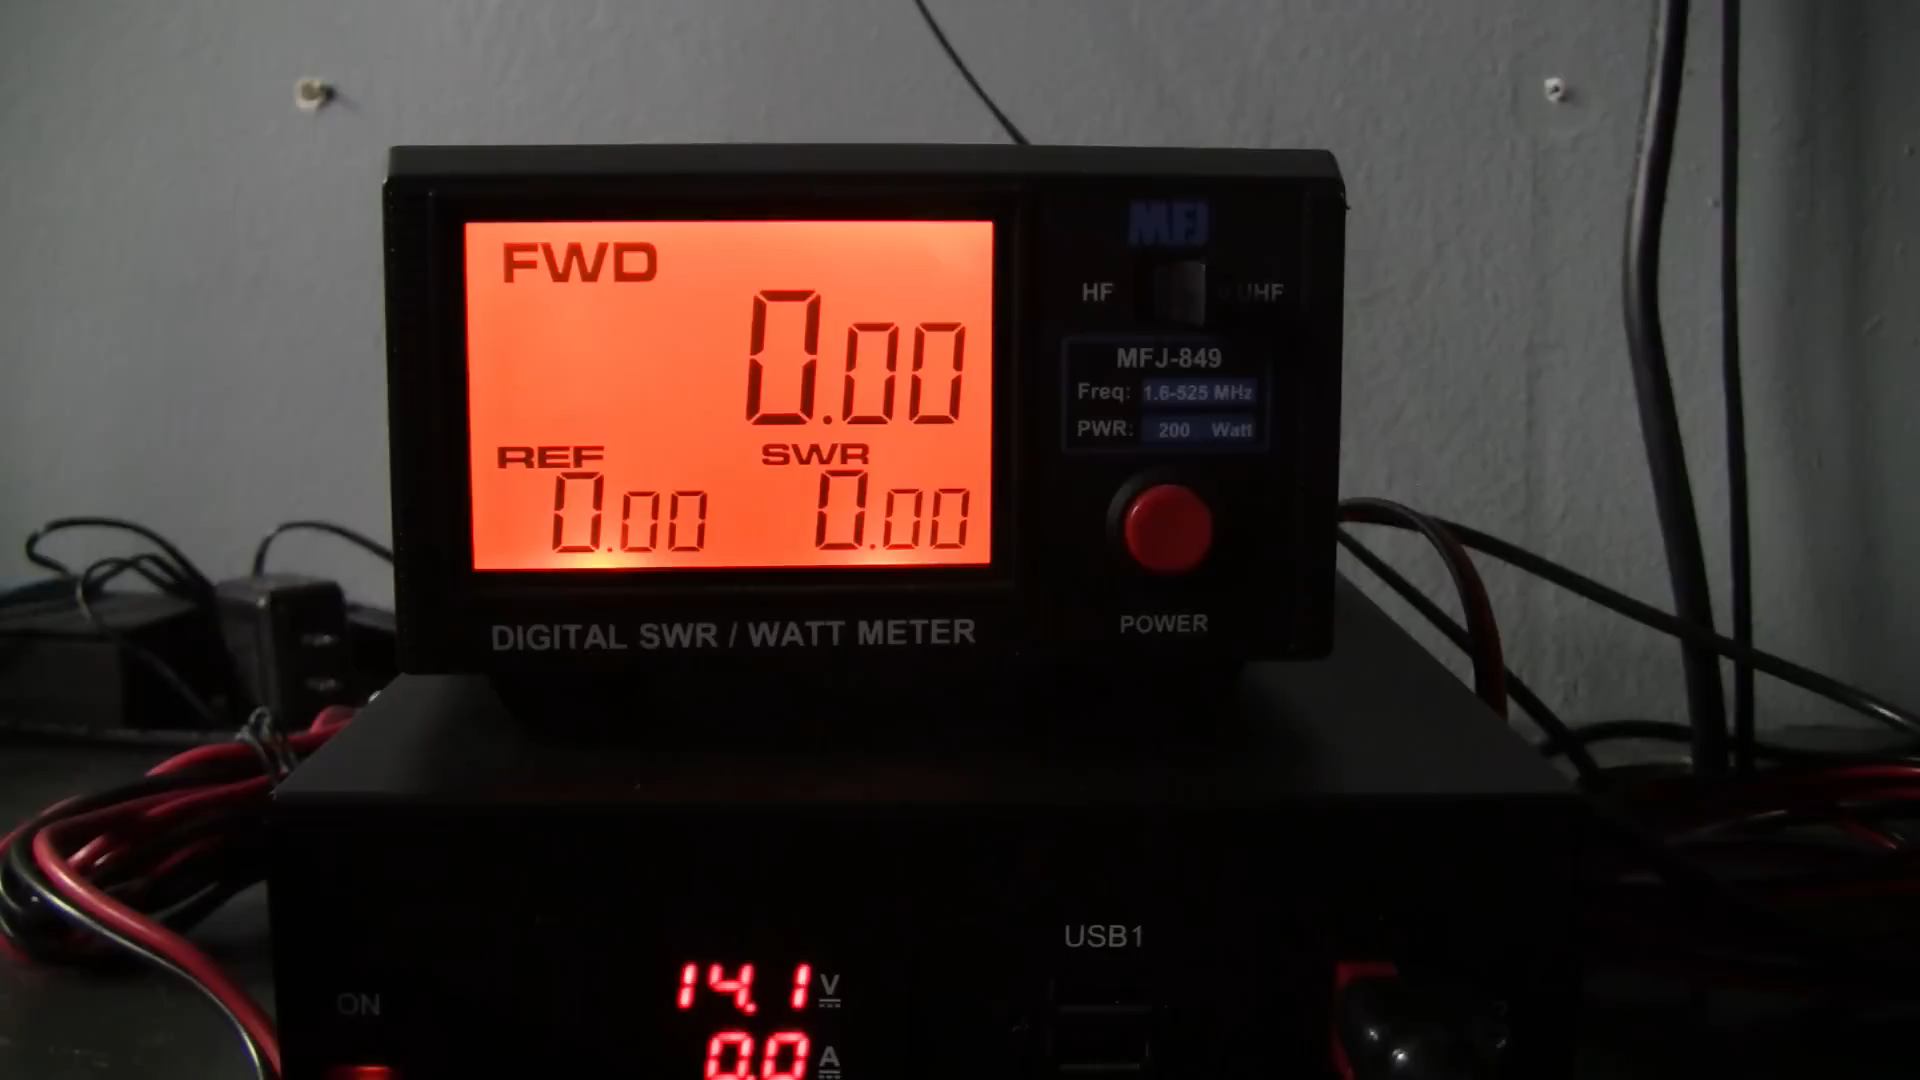 FWD
0.00
REF SWR
0.00 0.00
DIGITAL SWR / WATT METER
MFJ
HF UHF
MFJ-849
Freq: 1.6-525 MHz
PWR: 200 Watt
POWER
USB1
ON
14.1 V
0.0 A